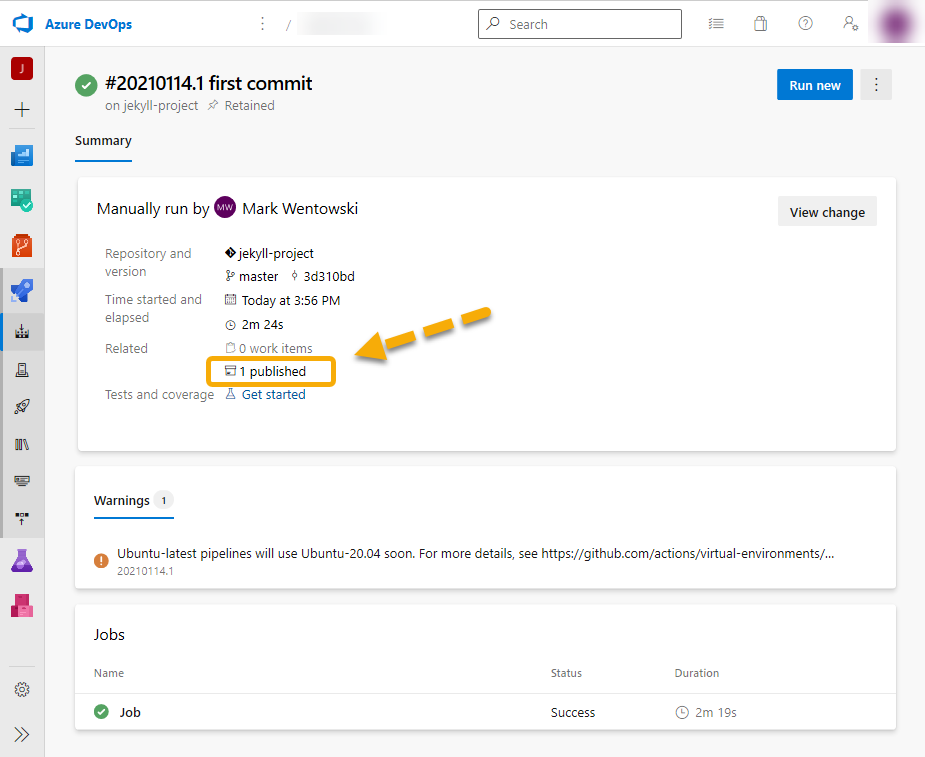 Azure DevOps
/
Search
J
#20210114.1 first commit
on jekyll-project Retained
Run new
Summary
Manually run by MW Mark Wentowski
View change
Repository and version
jekyll-project
master 3d310bd
Time started and elapsed
Today at 3:56 PM
2m 24s
Related
0 work items
1 published
Tests and coverage Get started
Warnings 1
Ubuntu-latest pipelines will use Ubuntu-20.04 soon. For more details, see https://github.com/actions/virtual-environments/...
20210114.1
Jobs
Name Status Duration
Job Success 2m 19s